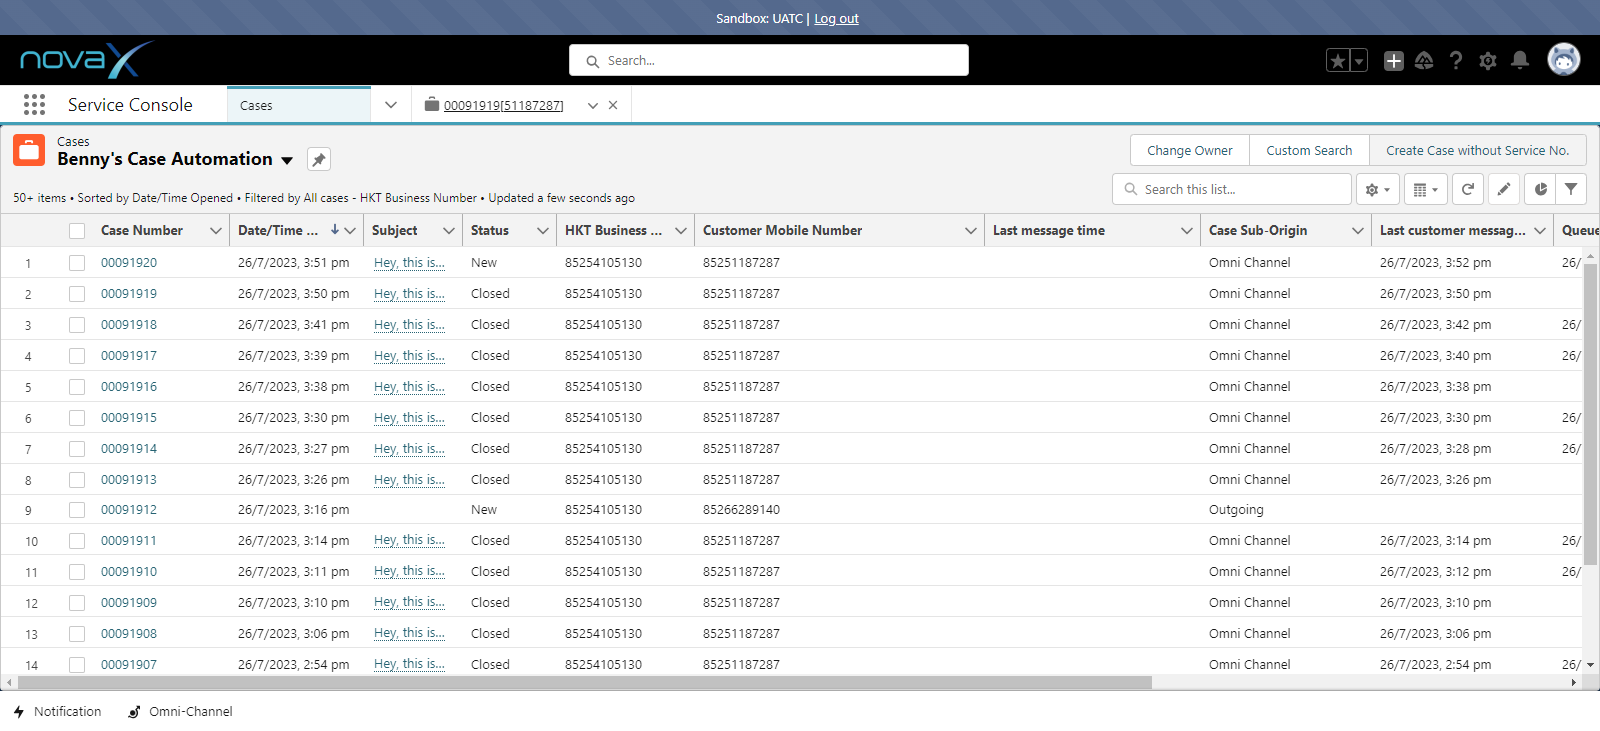 Sandbox: UATC | Log out
novax
Search...
Service Console
Cases
00091919[51187287]
Cases
Benny's Case Automation
Change Owner
Custom Search
Create Case without Service No.
50+ items • Sorted by Date/Time Opened • Filtered by All cases - HKT Business Number • Updated a few seconds ago
Search this list...
Case Number Date/Time ... Subject Status HKT Business ... Customer Mobile Number Last message time Case Sub-Origin Last customer messag... Queue
1 00091920 26/7/2023, 3:51 pm Hey, this is... New 85254105130 85251187287 Omni Channel 26/7/2023, 3:52 pm 26/
2 00091919 26/7/2023, 3:50 pm Hey, this is... Closed 85254105130 85251187287 Omni Channel 26/7/2023, 3:50 pm
3 00091918 26/7/2023, 3:41 pm Hey, this is... Closed 85254105130 85251187287 Omni Channel 26/7/2023, 3:42 pm 26/
4 00091917 26/7/2023, 3:39 pm Hey, this is... Closed 85254105130 85251187287 Omni Channel 26/7/2023, 3:40 pm 26/
5 00091916 26/7/2023, 3:38 pm Hey, this is... Closed 85254105130 85251187287 Omni Channel 26/7/2023, 3:38 pm
6 00091915 26/7/2023, 3:30 pm Hey, this is... Closed 85254105130 85251187287 Omni Channel 26/7/2023, 3:30 pm 26/
7 00091914 26/7/2023, 3:27 pm Hey, this is... Closed 85254105130 85251187287 Omni Channel 26/7/2023, 3:28 pm 26/
8 00091913 26/7/2023, 3:26 pm Hey, this is... Closed 85254105130 85251187287 Omni Channel 26/7/2023, 3:26 pm
9 00091912 26/7/2023, 3:16 pm New 85254105130 85266289140 Outgoing
10 00091911 26/7/2023, 3:14 pm Hey, this is... Closed 85254105130 85251187287 Omni Channel 26/7/2023, 3:14 pm 26/
11 00091910 26/7/2023, 3:11 pm Hey, this is... Closed 85254105130 85251187287 Omni Channel 26/7/2023, 3:12 pm 26/
12 00091909 26/7/2023, 3:10 pm Hey, this is... Closed 85254105130 85251187287 Omni Channel 26/7/2023, 3:10 pm
13 00091908 26/7/2023, 3:06 pm Hey, this is... Closed 85254105130 85251187287 Omni Channel 26/7/2023, 3:06 pm
14 00091907 26/7/2023, 2:54 pm Hey, this is... Closed 85254105130 85251187287 Omni Channel 26/7/2023, 2:54 pm 26/
Notification
Omni-Channel